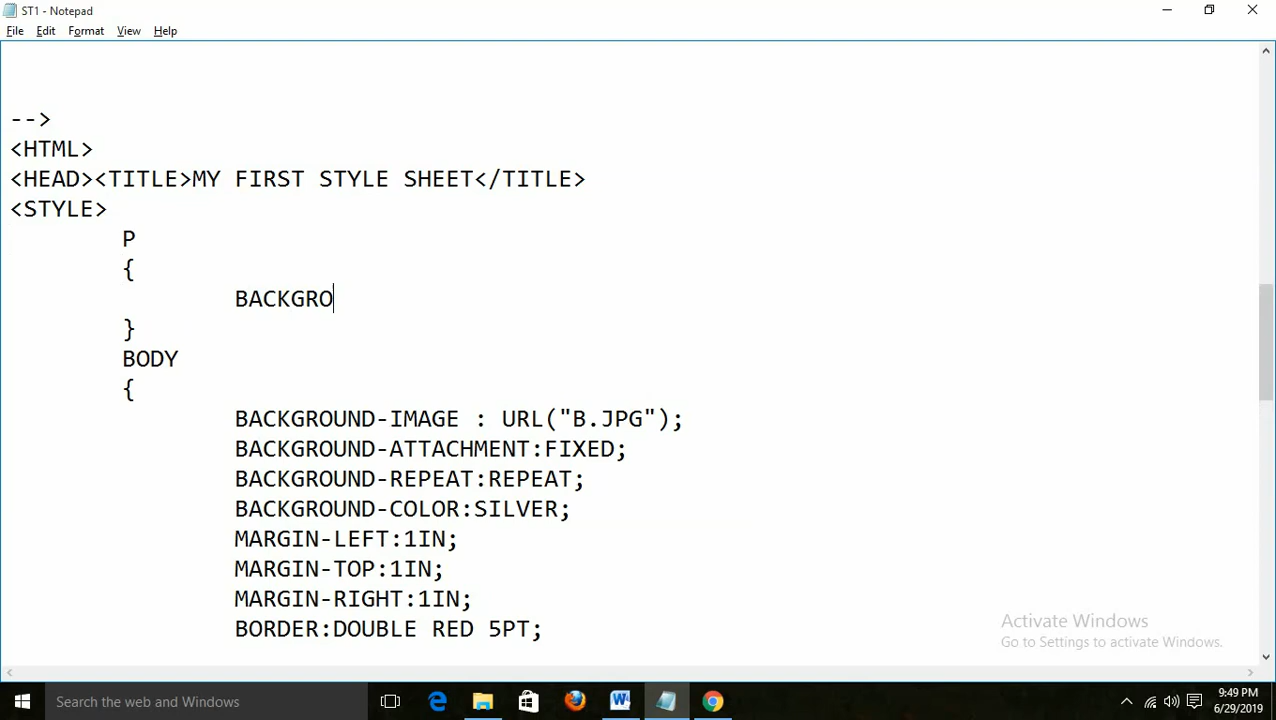 ST1 - Notepad
File Edit Format View Help
-->
<HTML>
<HEAD><TITLE>MY FIRST STYLE SHEET</TITLE>
<STYLE>
P
{
BACKGRO
}
BODY
{
BACKGROUND-IMAGE : URL("B.JPG");
BACKGROUND-ATTACHMENT:FIXED;
BACKGROUND-REPEAT:REPEAT;
BACKGROUND-COLOR:SILVER;
MARGIN-LEFT:1IN;
MARGIN-TOP:1IN;
MARGIN-RIGHT:1IN;
BORDER:DOUBLE RED 5PT;
Activate Windows
Go to Settings to activate Windows.
Search the web and Windows
9:49 PM
6/29/2019